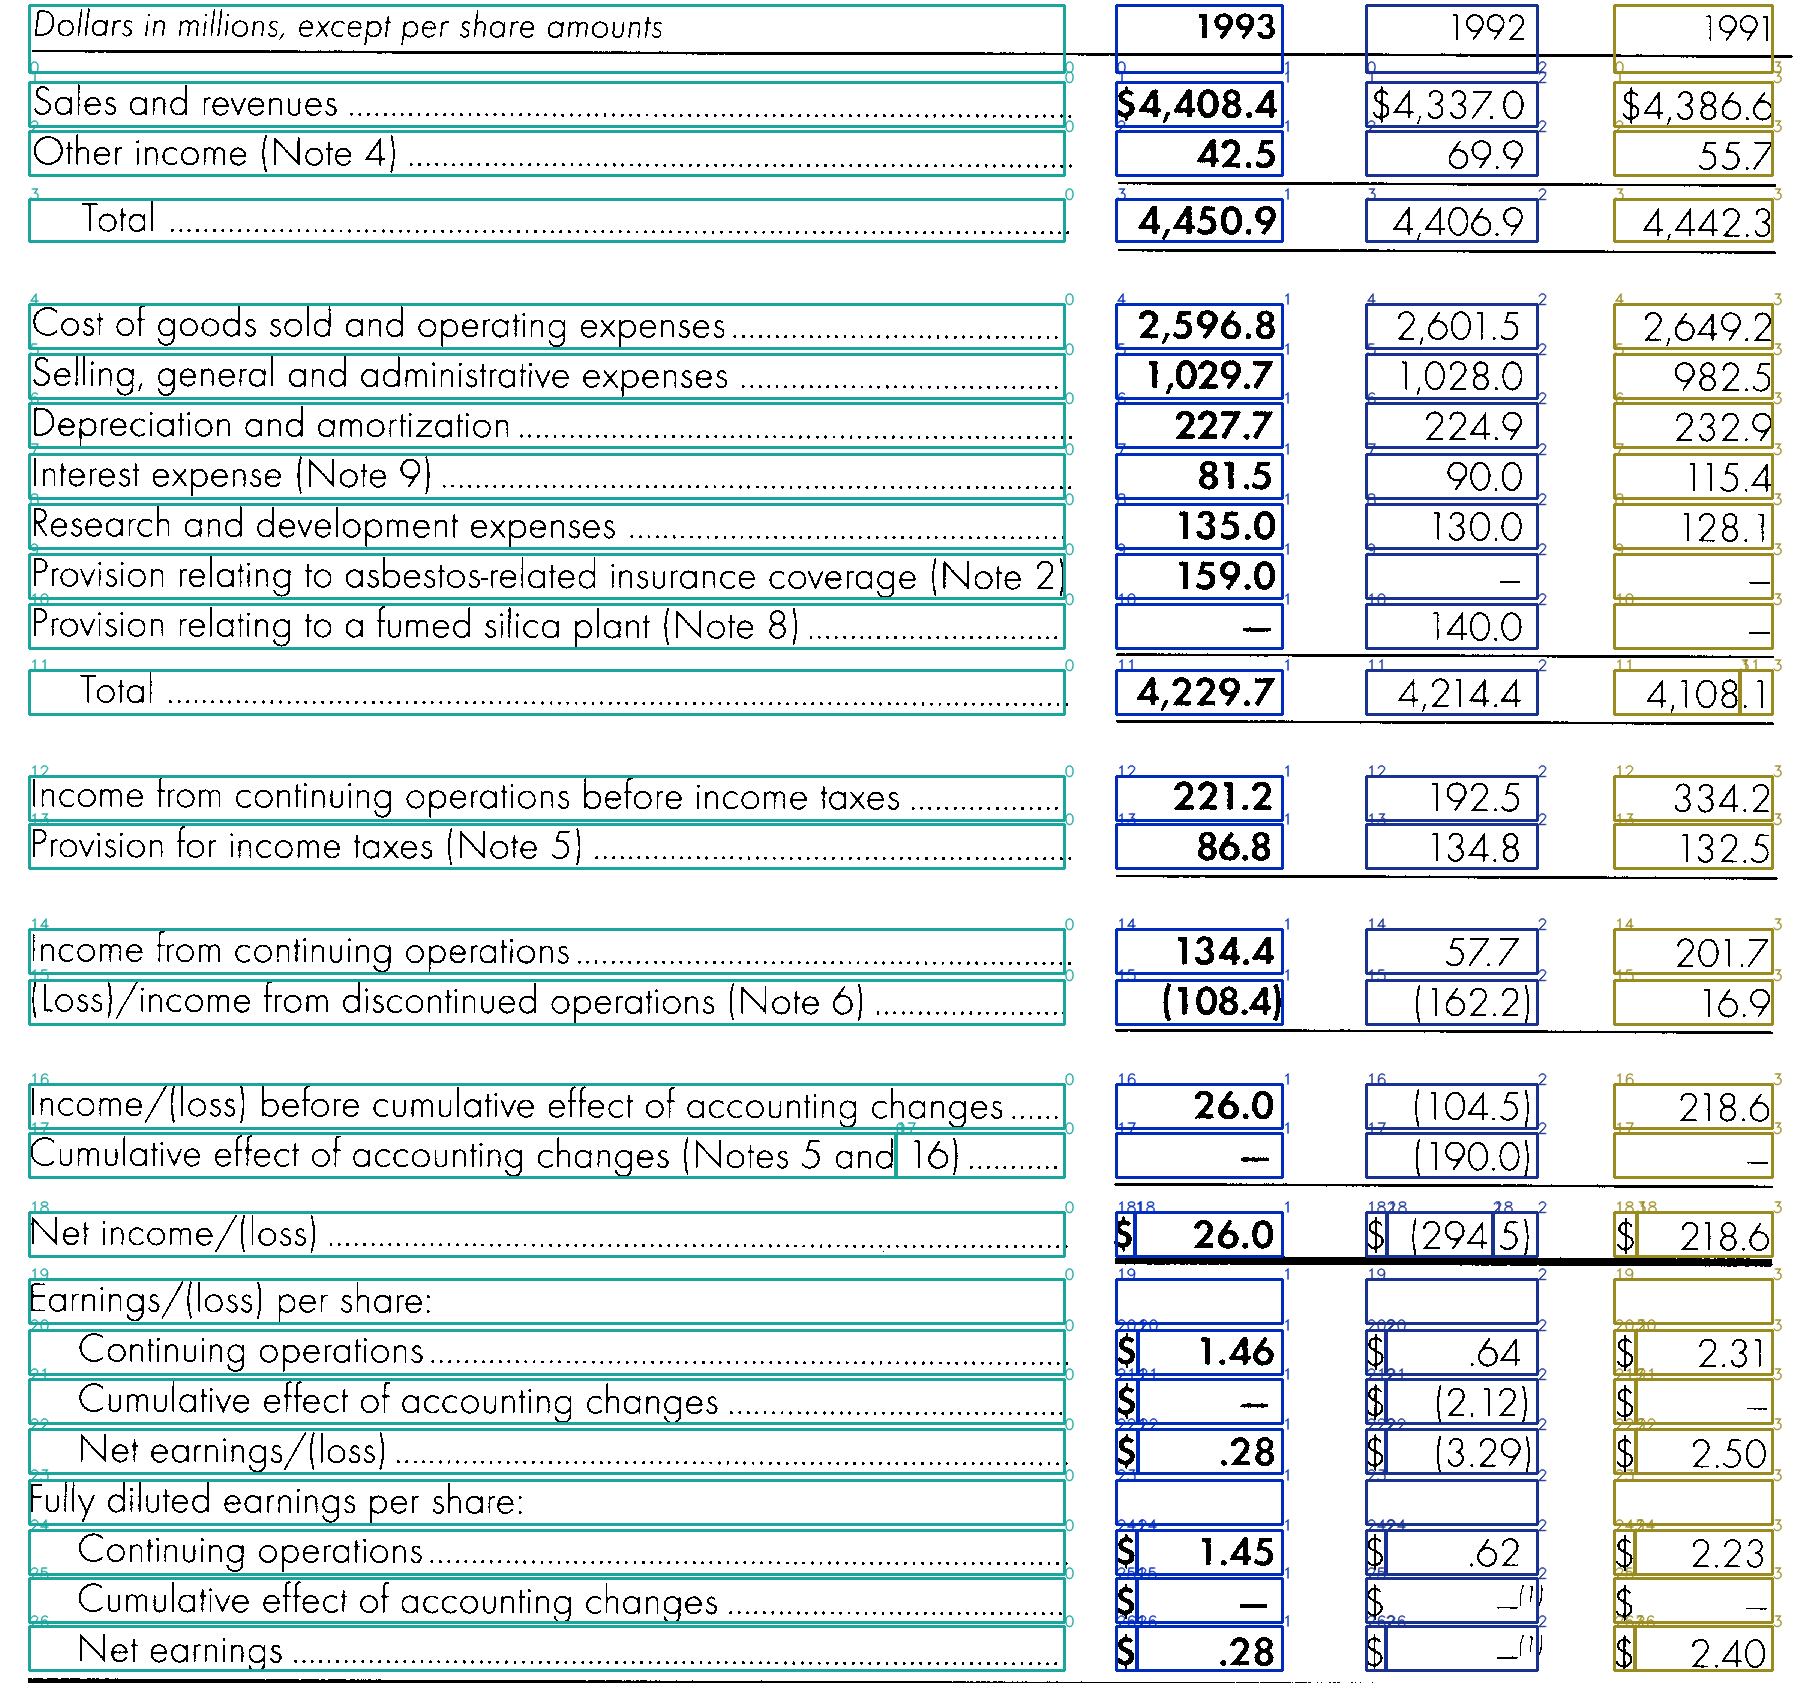 Dollars in millions, except per share amounts 1993 1992 1991
Sales and revenues $4,408.4 $4,337.0 $4,386.6
Other income (Note 4) 42.5 69.9 55.7
Total 4,450.9 4,406.9 4,442.3
Cost of goods sold and operating expenses 2,596.8 2,601.5 2,649.2
Selling, general and administrative expenses 1,029.7 1,028.0 982.5
Depreciation and amortization 227.7 224.9 232.9
Interest expense (Note 9) 81.5 90.0 115.4
Research and development expenses 135.0 130.0 128.1
Provision relating to asbestos-related insurance coverage (Note 2) 159.0 – –
Provision relating to a fumed silica plant (Note 8) – 140.0 –
Total 4,229.7 4,214.4 4,108.1
Income from continuing operations before income taxes 221.2 192.5 334.2
Provision for income taxes (Note 5) 86.8 134.8 132.5
Income from continuing operations 134.4 57.7 201.7
(Loss)/income from discontinued operations (Note 6) (108.4) (162.2) 16.9
Income/(loss) before cumulative effect of accounting changes 26.0 (104.5) 218.6
Cumulative effect of accounting changes (Notes 5 and 16) – (190.0) –
Net income/(loss) $ 26.0 $ (294.5) $ 218.6
Earnings/(loss) per share:
Continuing operations $ 1.46 $ .64 $ 2.31
Cumulative effect of accounting changes $ – $ (2.12) $ –
Net earnings/(loss) $ .28 $ (3.29) $ 2.50
Fully diluted earnings per share:
Continuing operations $ 1.45 $ .62 $ 2.23
Cumulative effect of accounting changes $ – $ –(1) $ –
Net earnings $ .28 $ –(1) $ 2.40